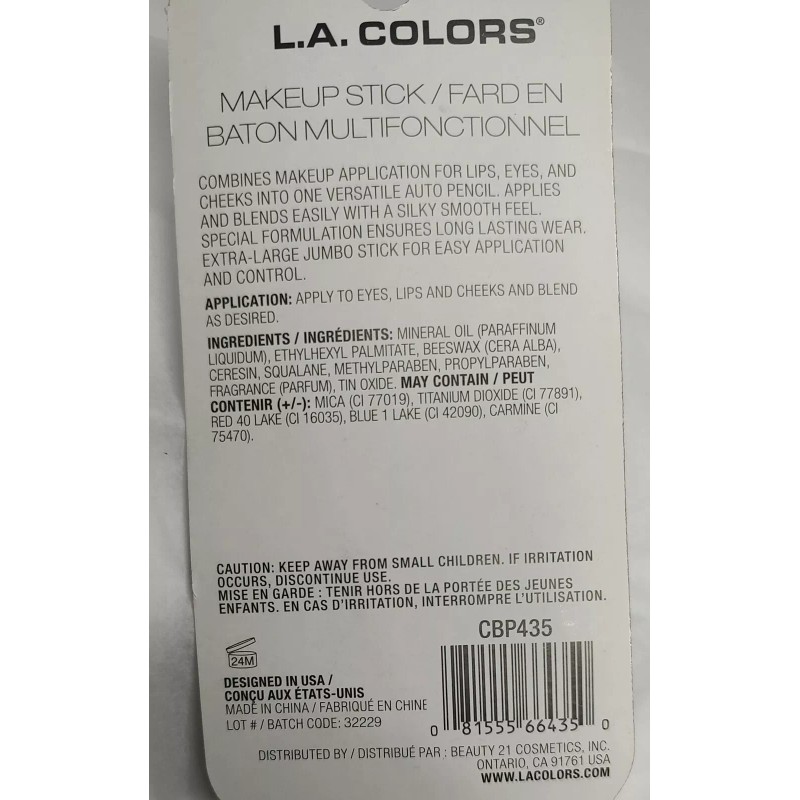 L.A. COLORS®
MAKEUP STICK / FARD EN
BATON MULTIFONCTIONNEL
COMBINES MAKEUP APPLICATION FOR LIPS, EYES, AND
CHEEKS INTO ONE VERSATILE AUTO PENCIL. APPLIES
AND BLENDS EASILY WITH A SILKY SMOOTH FEEL.
SPECIAL FORMULATION ENSURES LONG LASTING WEAR.
EXTRA-LARGE JUMBO STICK FOR EASY APPLICATION
AND CONTROL.
APPLICATION: APPLY TO EYES, LIPS AND CHEEKS AND BLEND
AS DESIRED.
INGREDIENTS / INGRÉDIENTS: MINERAL OIL (PARAFFINUM
LIQUIDUM), ETHYLHEXYL PALMITATE, BEESWAX (CERA ALBA),
CERESIN, SQUALANE, METHYLPARABEN, PROPYLPARABEN,
FRAGRANCE (PARFUM), TIN OXIDE. MAY CONTAIN / PEUT
CONTENIR (+/-): MICA (CI 77019), TITANIUM DIOXIDE (CI 77891),
RED 40 LAKE (CI 16035), BLUE 1 LAKE (CI 42090), CARMINE (CI
75470).
CAUTION: KEEP AWAY FROM SMALL CHILDREN. IF IRRITATION
OCCURS, DISCONTINUE USE.
MISE EN GARDE : TENIR HORS DE LA PORTÉE DES JEUNES
ENFANTS. EN CAS D'IRRITATION, INTERROMPRE L'UTILISATION.
24M
DESIGNED IN USA /
CONÇU AUX ÉTATS-UNIS
MADE IN CHINA / FABRIQUÉ EN CHINE
LOT # / BATCH CODE: 32229
CBP435
0 81555 66435 0
DISTRIBUTED BY / DISTRIBUÉ PAR : BEAUTY 21 COSMETICS, INC.
ONTARIO, CA 91761 USA
WWW.LACOLORS.COM